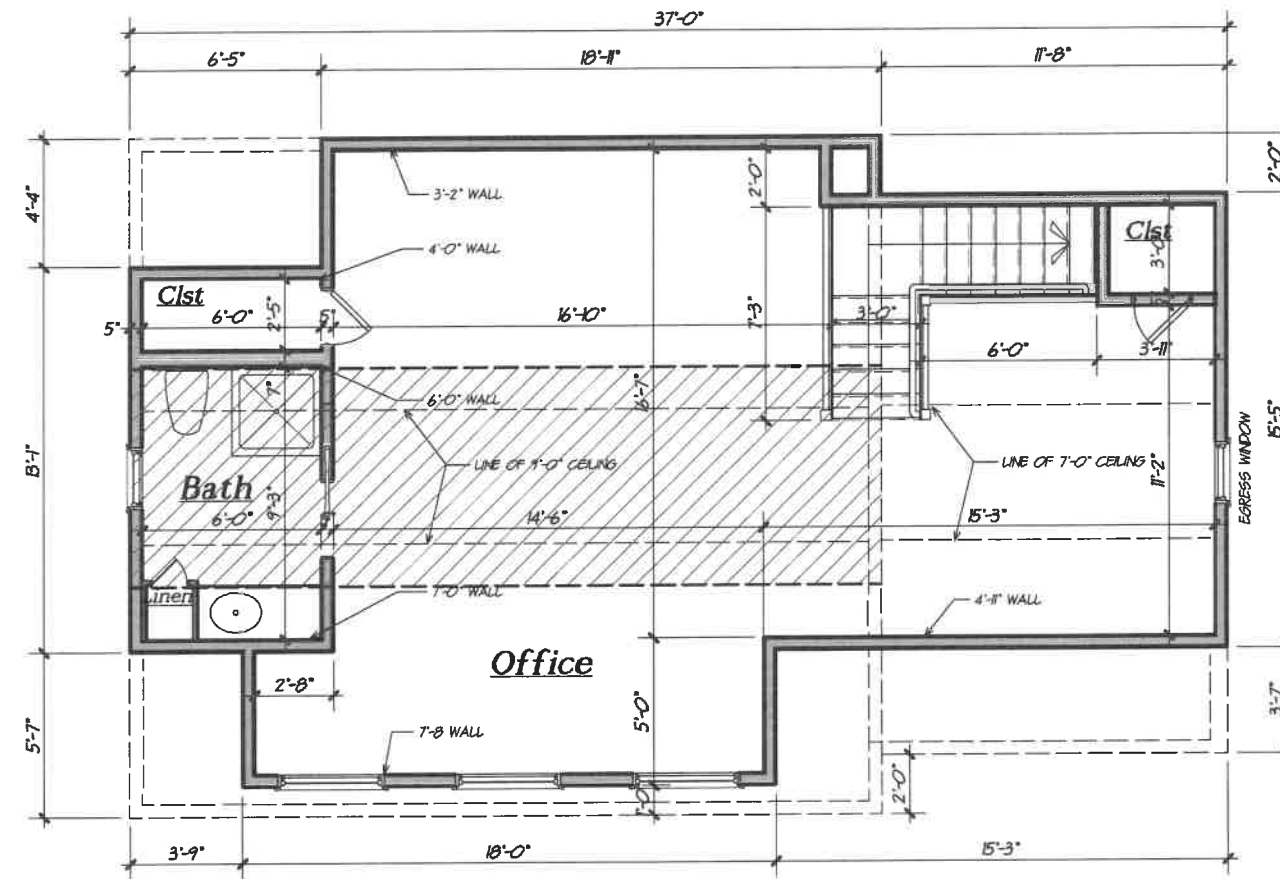 37'-0"
6'-5" 18'-11" 11'-8"
2'-0"
4'-4"
3'-2" WALL
2'-0"
4'-0" WALL
Clst
3'-0"
Clst
5" 6'-0" 2'-5" 5" 16'-10" 7'-3" 3'-0"
6'-0" 3'-11"
7"
6'-0" WALL
16'-7"
15'-5"
EGRESS WINDOW
13'-1"
LINE OF 9'-0" CEILING
LINE OF 7'-0" CEILING
11'-2"
Bath
9'-3"
6'-0" 14'-6" 15'-3"
Linen
7'-0" WALL
4'-11" WALL
Office
2'-8"
5'-0"
3'-7"
5'-7"
7'-8 WALL
1'-0"
2'-0"
3'-9" 18'-0" 15'-3"